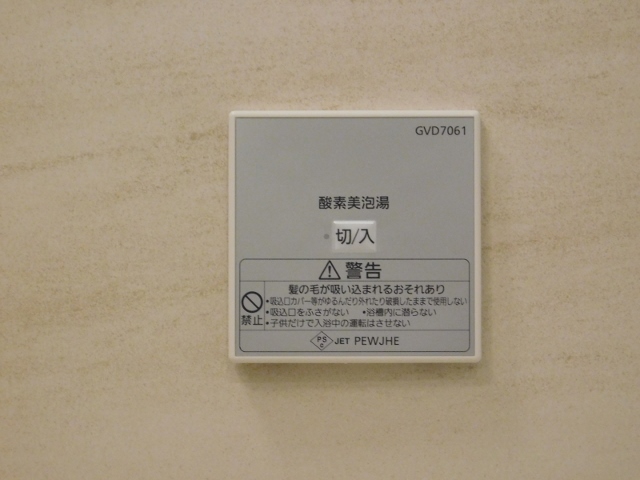 GVD7061
酸素美泡湯
切/入
警告
髪の毛が吸い込まれるおそれあり
禁止
・吸込口カバー等がゆるんだり外れたり破損したままで使用しない
・吸込口をふさがない ・浴槽内に潜らない
・子供だけで入浴中の運転はさせない
PS C JET PEWJHE